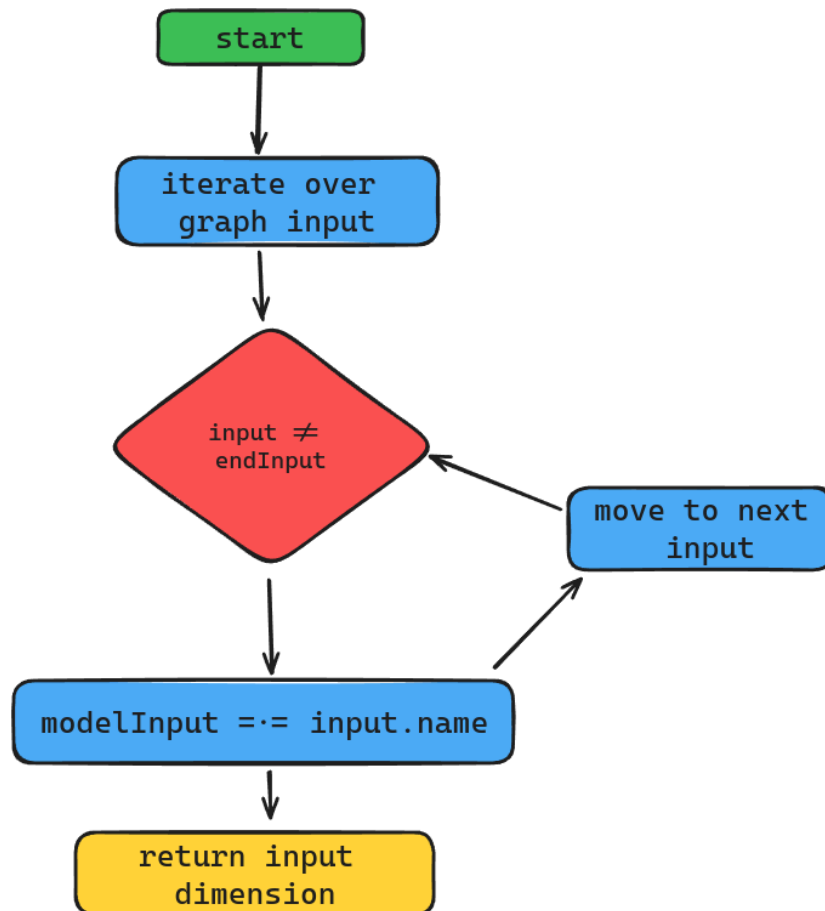 start
iterate over
graph input
input ≠
endInput
move to next
input
modelInput =·= input.name
return input
dimension